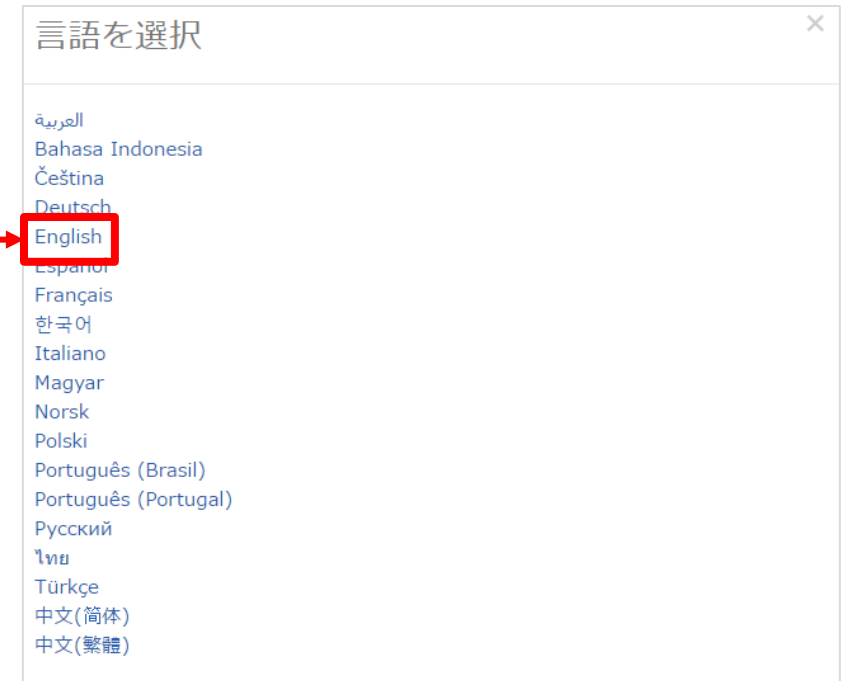 言語を選択
العربية
Bahasa Indonesia
Čeština
Deutsch
English
Español
Français
한국어
Italiano
Magyar
Norsk
Polski
Português (Brasil)
Português (Portugal)
Русский
ไทย
Türkçe
中文(简体)
中文(繁體)